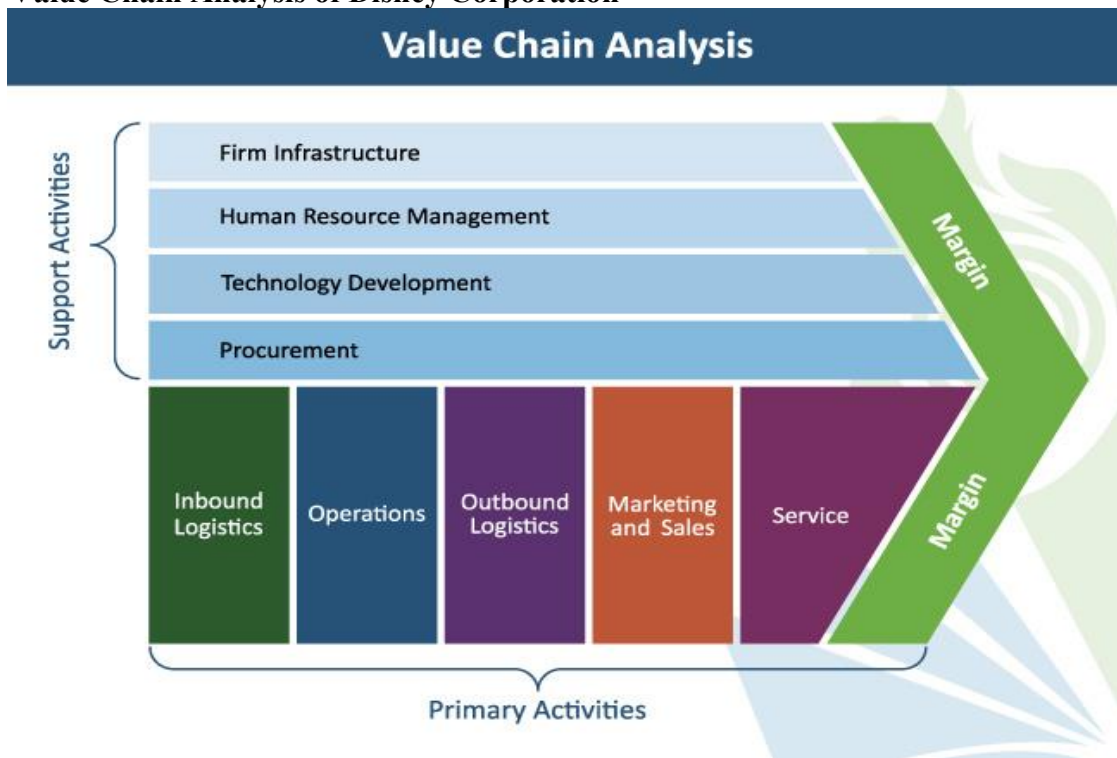 Value Chain Analysis of Disney Corporation
Value Chain Analysis
Support Activities
Firm Infrastructure
Human Resource Management
Technology Development
Procurement
Margin
Inbound
Logistics
Operations
Outbound
Logistics
Marketing
and Sales
Service
Margin
Primary Activities